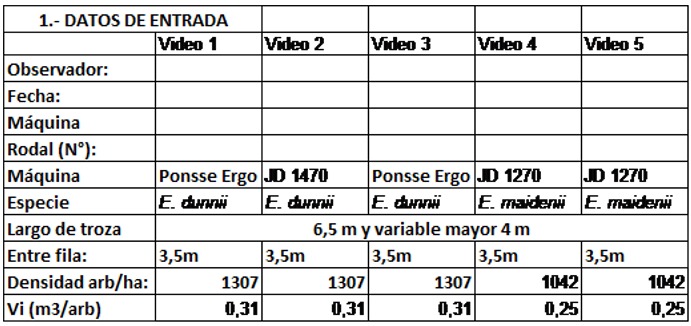 1.- DATOS DE ENTRADA
Video 1 Video 2 Video 3 Video 4 Video 5
Observador:
Fecha:
Máquina
Rodal (N°):
Máquina Ponsse Ergo JD 1470 Ponsse Ergo JD 1270 JD 1270
Especie E. dunnii E. dunnii E. dunnii E. maidenii E. maidenii
Largo de troza 6,5 m y variable mayor 4 m
Entre fila: 3,5m 3,5m 3,5m 3,5m 3,5m
Densidad arb/ha: 1307 1307 1307 1042 1042
Vi (m3/arb) 0,31 0,31 0,31 0,25 0,25